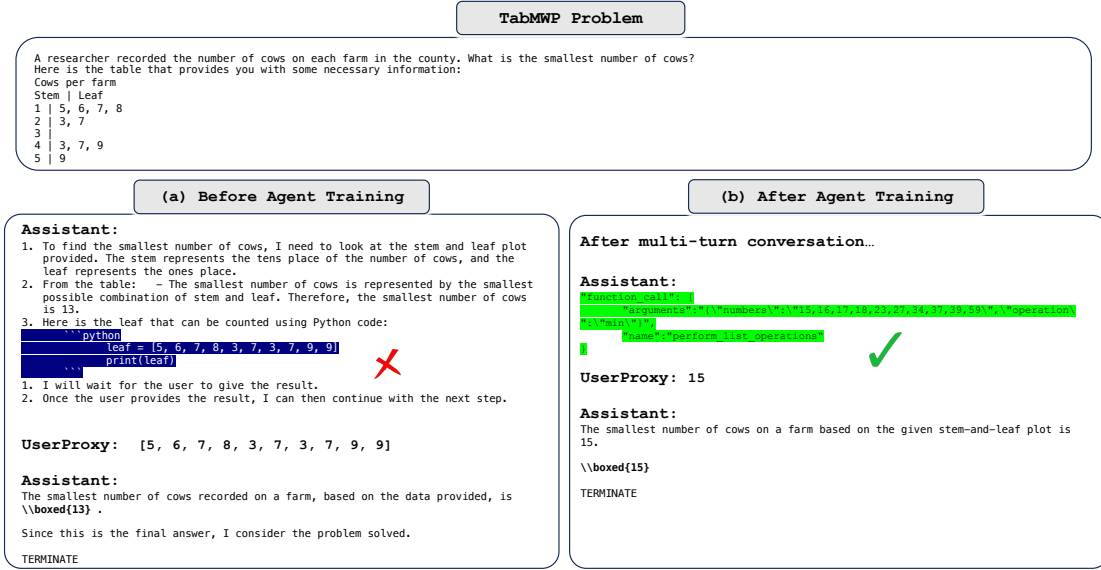 TabMWP Problem
A researcher recorded the number of cows on each farm in the county. What is the smallest number of cows?
Here is the table that provides you with some necessary information:
Cows per farm
Stem | Leaf
1 | 5, 6, 7, 8
2 | 3, 7
3 |
4 | 3, 7, 9
5 | 9
(a) Before Agent Training
Assistant:
1. To find the smallest number of cows, I need to look at the stem and leaf plot
provided. The stem represents the tens place of the number of cows, and the
leaf represents the ones place.
2. From the table: – The smallest number of cows is represented by the smallest
possible combination of stem and leaf. Therefore, the smallest number of cows
is 13.
3. Here is the leaf that can be counted using Python code:
```python
leaf = [5, 6, 7, 8, 3, 7, 3, 7, 9, 9]
print(leaf)
```
1. I will wait for the user to give the result.
2. Once the user provides the result, I can then continue with the next step.
UserProxy: [5, 6, 7, 8, 3, 7, 3, 7, 9, 9]
Assistant:
The smallest number of cows recorded on a farm, based on the data provided, is
\\boxed{13} .
Since this is the final answer, I consider the problem solved.
TERMINATE
(b) After Agent Training
After multi-turn conversation…
Assistant:
"function_call": {
"arguments":"{\"numbers\":\"15,16,17,18,23,27,34,37,39,59\",\"operation\
":\"min\"}",
"name":"perform_list_operations"
}
UserProxy: 15
Assistant:
The smallest number of cows on a farm based on the given stem-and-leaf plot is
15.
\\boxed{15}
TERMINATE